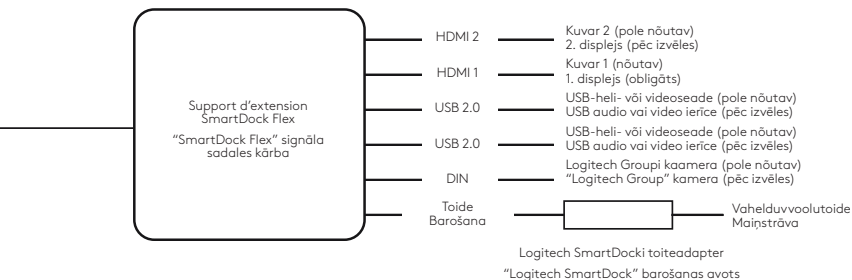 Support d’extension
SmartDock Flex
“SmartDock Flex” signāla
sadales kārba
HDMI 2
Kuvar 2 (pole nõutav)
2. displejs (pēc izvēles)
HDMI 1
Kuvar 1 (nõutav)
1. displejs (obligāts)
USB 2.0
USB-heli- või videoseade (pole nõutav)
USB audio vai video ierīce (pēc izvēles)
USB 2.0
USB-heli- või videoseade (pole nõutav)
USB audio vai video ierīce (pēc izvēles)
DIN
Logitech Groupi kaamera (pole nõutav)
“Logitech Group” kamera (pēc izvēles)
Toide
Barošana
Vahelduvvoolutoide
Maiņstrāva
Logitech SmartDocki toiteadapter
“Logitech SmartDock” barošanas avots